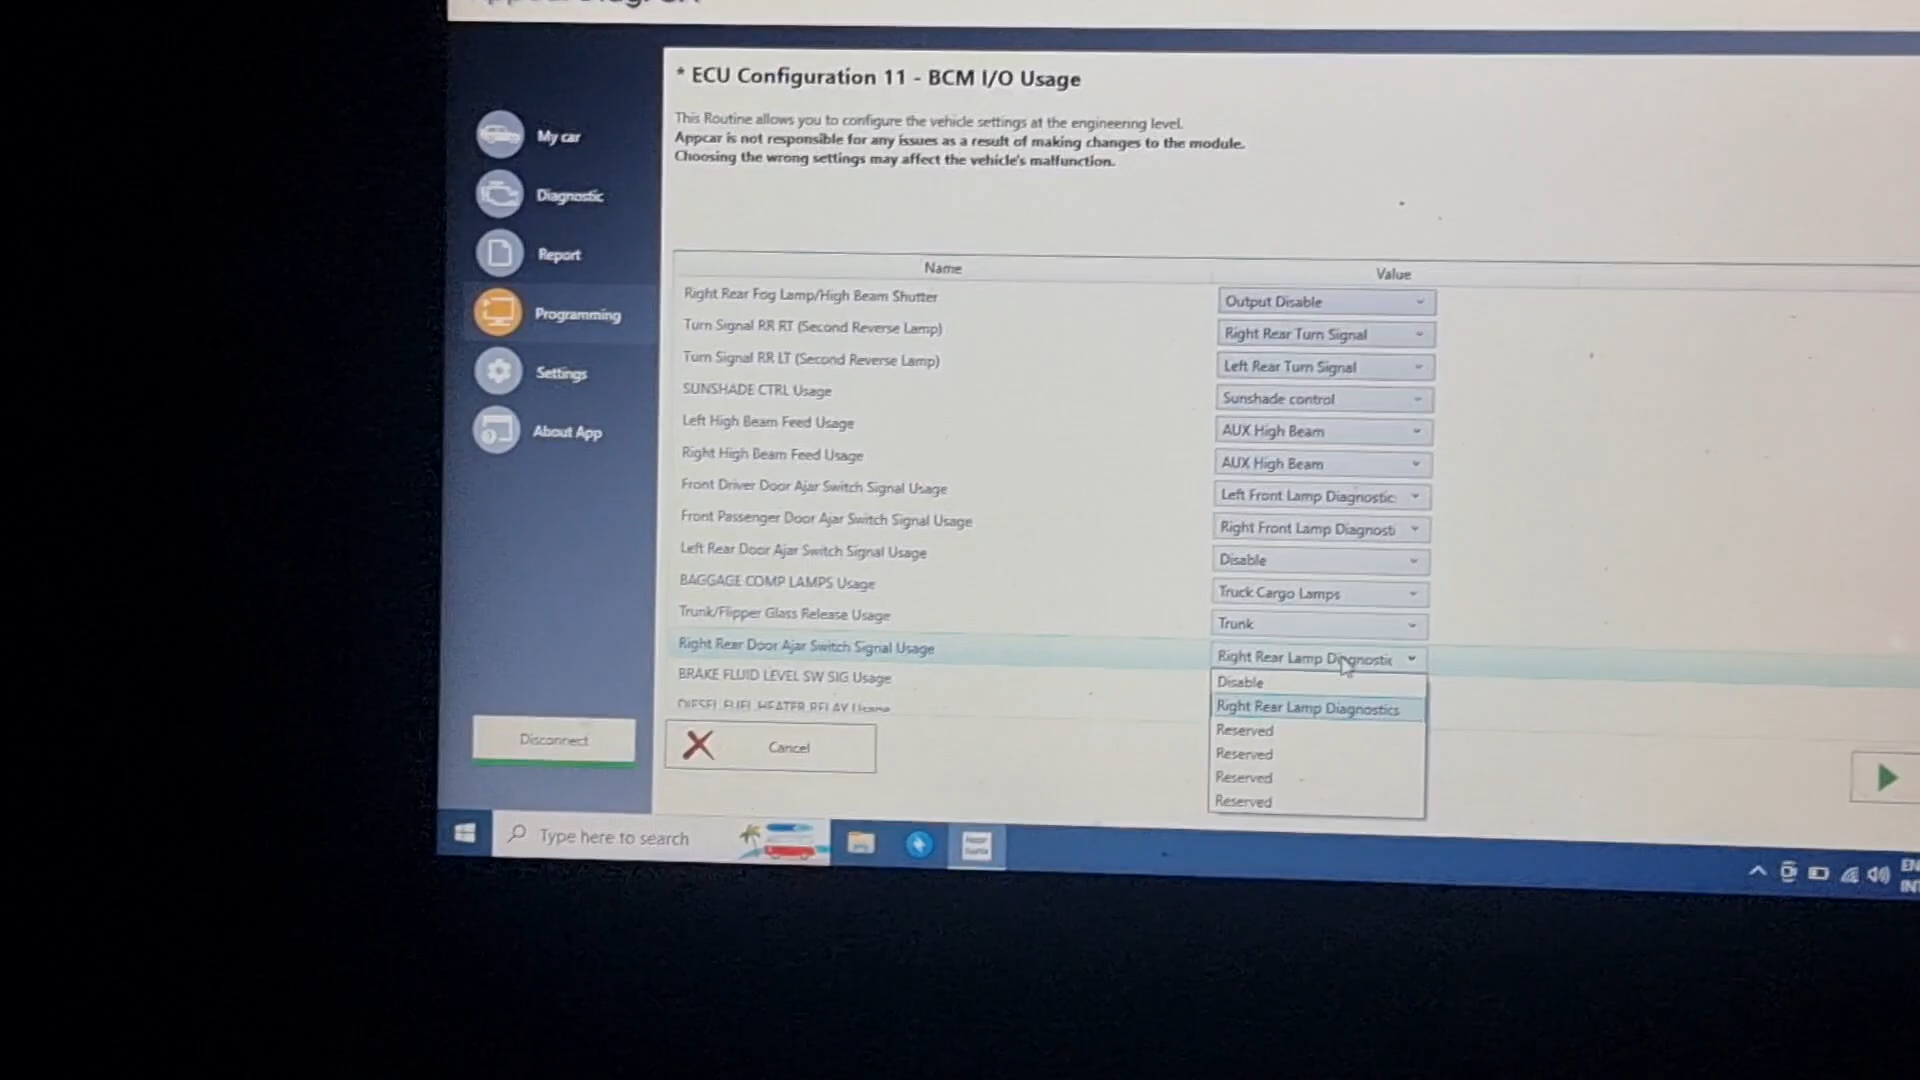 * ECU Configuration 11 - BCM I/O Usage
This Routine allows you to configure the vehicle settings at the engineering level.
Appcar is not responsible for any issues as a result of making changes to the module.
Choosing the wrong settings may affect the vehicle's malfunction.
My car
Diagnostic
Report
Programming
Settings
About App
Disconnect
Name Value
Right Rear Fog Lamp/High Beam Shutter Output Disable
Turn Signal RR RT (Second Reverse Lamp) Right Rear Turn Signal
Turn Signal RR LT (Second Reverse Lamp) Left Rear Turn Signal
SUNSHADE CTRL Usage Sunshade control
Left High Beam Feed Usage AUX High Beam
Right High Beam Feed Usage AUX High Beam
Front Driver Door Ajar Switch Signal Usage Left Front Lamp Diagnostic
Front Passenger Door Ajar Switch Signal Usage Right Front Lamp Diagnosti
Left Rear Door Ajar Switch Signal Usage Disable
BAGGAGE COMP LAMPS Usage Truck Cargo Lamps
Trunk/Flipper Glass Release Usage Trunk
Right Rear Door Ajar Switch Signal Usage Right Rear Lamp Diagnostic
BRAKE FLUID LEVEL SW SIG Usage
DIESEL FUEL HEATER RELAY Usage
Disable
Right Rear Lamp Diagnostics
Reserved
Reserved
Reserved
Reserved
Cancel
Type here to search